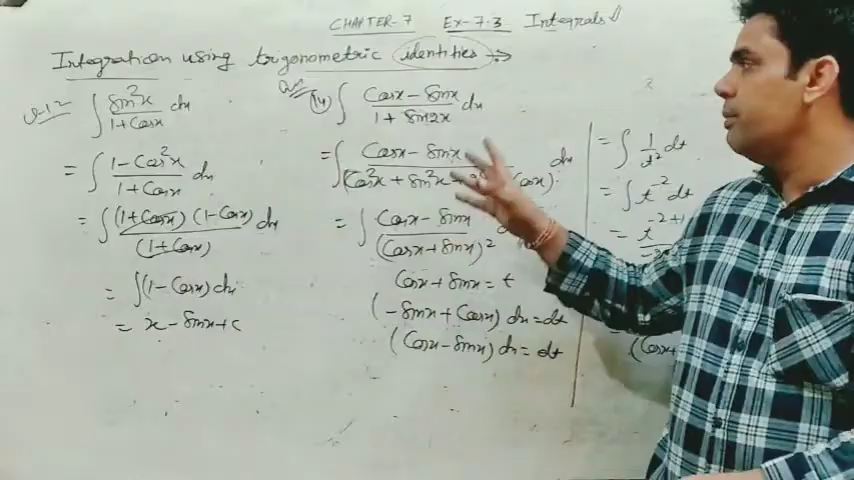 CHAPTER-7 Ex-7.3 Integrals
Integration using trigonometric identities →
Q-12 ∫ Sin²x / 1+Cosx dx
= ∫ 1-Cos²x / 1+Cosx dx
= ∫ (1+Cosx) (1-Cosx) / (1+Cosx) dx
= ∫(1-Cosx) dx
= x - Sinx + c
(14) ∫ Cosx - Sinx / 1 + Sin2x dx
= ∫ Cosx - Sinx / (Cos²x + Sin²x + Cosx) dx
= ∫ Cosx - Sinx / (Cosx + Sinx)²
Cosx + Sinx = t
(-Sinx + Cosx) dx = dt
(Cosx - Sinx) dx = dt
= ∫ 1/t² dt
= ∫ t⁻² dt
= t⁻²⁺¹
(Cosx+